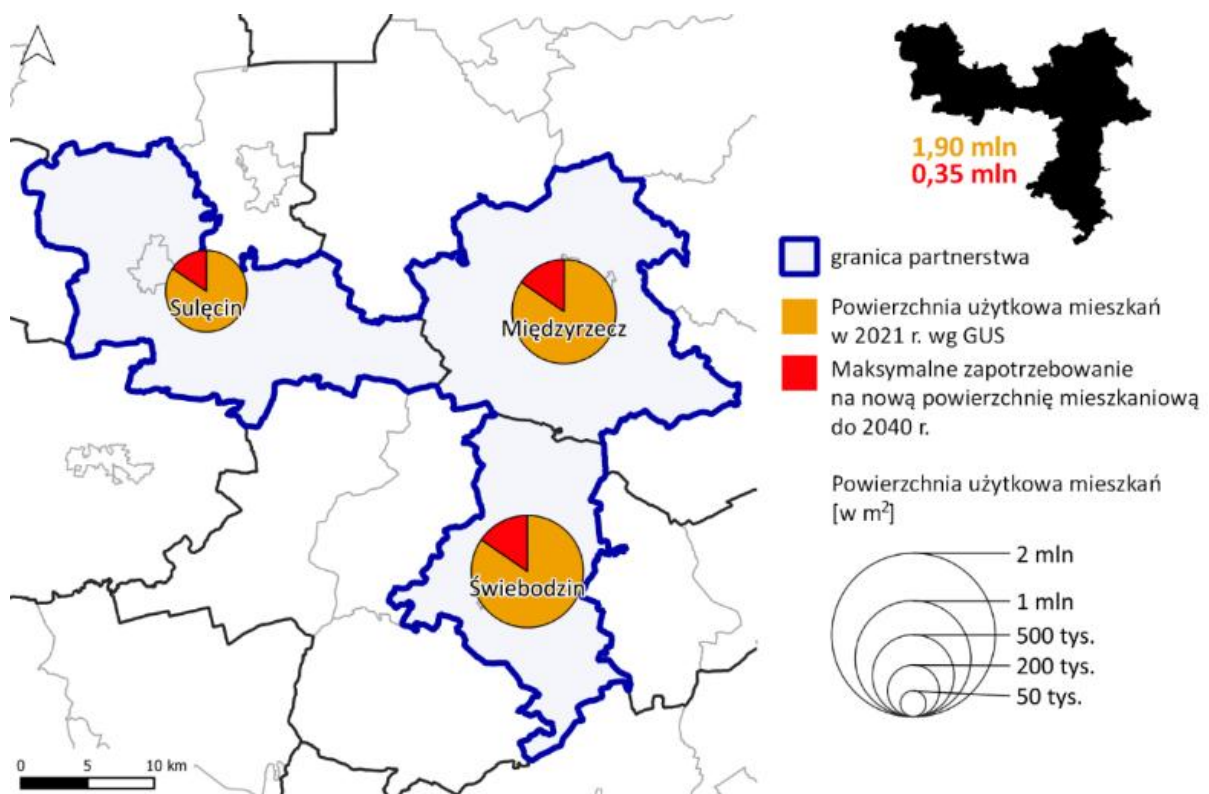 1,90 mln
0,35 mln
granica partnerstwa
Powierzchnia użytkowa mieszkań
w 2021 r. wg GUS
Maksymalne zapotrzebowanie
na nową powierzchnię mieszkaniową
do 2040 r.
Powierzchnia użytkowa mieszkań
[w m²]
2 mln
1 mln
500 tys.
200 tys.
50 tys.
Sulęcin
Międzyrzecz
Świebodzin
0 5 10 km